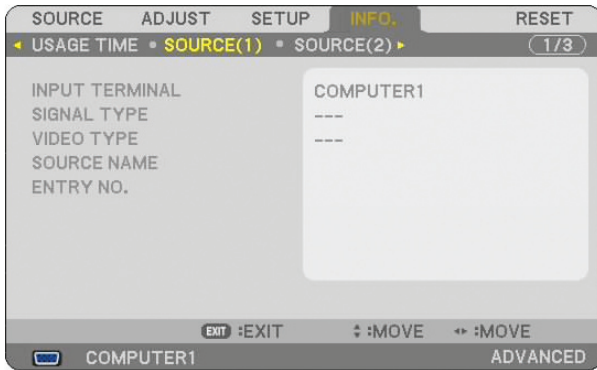 SOURCE ADJUST SETUP INFO. RESET
USAGE TIME • SOURCE(1) • SOURCE(2) (1/3)
INPUT TERMINAL COMPUTER1
SIGNAL TYPE ---
VIDEO TYPE ---
SOURCE NAME
ENTRY NO.
EXIT :EXIT :MOVE :MOVE
COMPUTER1 ADVANCED